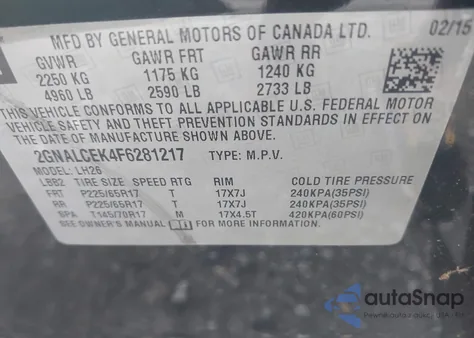 MFD BY GENERAL MOTORS OF CANADA LTD. 02/15
GVWR GAWR FRT GAWR RR
2250 KG 1175 KG 1240 KG
4960 LB 2590 LB 2733 LB
THIS VEHICLE CONFORMS TO ALL APPLICABLE U.S. FEDERAL MOTOR
VEHICLE SAFETY AND THEFT PREVENTION STANDARDS IN EFFECT
ON THE DATE OF MANUFACTURE SHOWN ABOVE.
2GNALCEK4F6281217 TYPE: M.P.V.
MODEL: LH26
TIRE SIZE SPEED RTG RIM COLD TIRE PRESSURE
FRT P225/65R17 T 17X7J 240KPA(35PSI)
RR P225/65R17 T 17X7J 240KPA(35PSI)
SPA T145/70R17 M 17X4.5T 420KPA(60PSI)
SEE OWNER'S MANUAL FOR MORE INFORMATION.
autoSnap